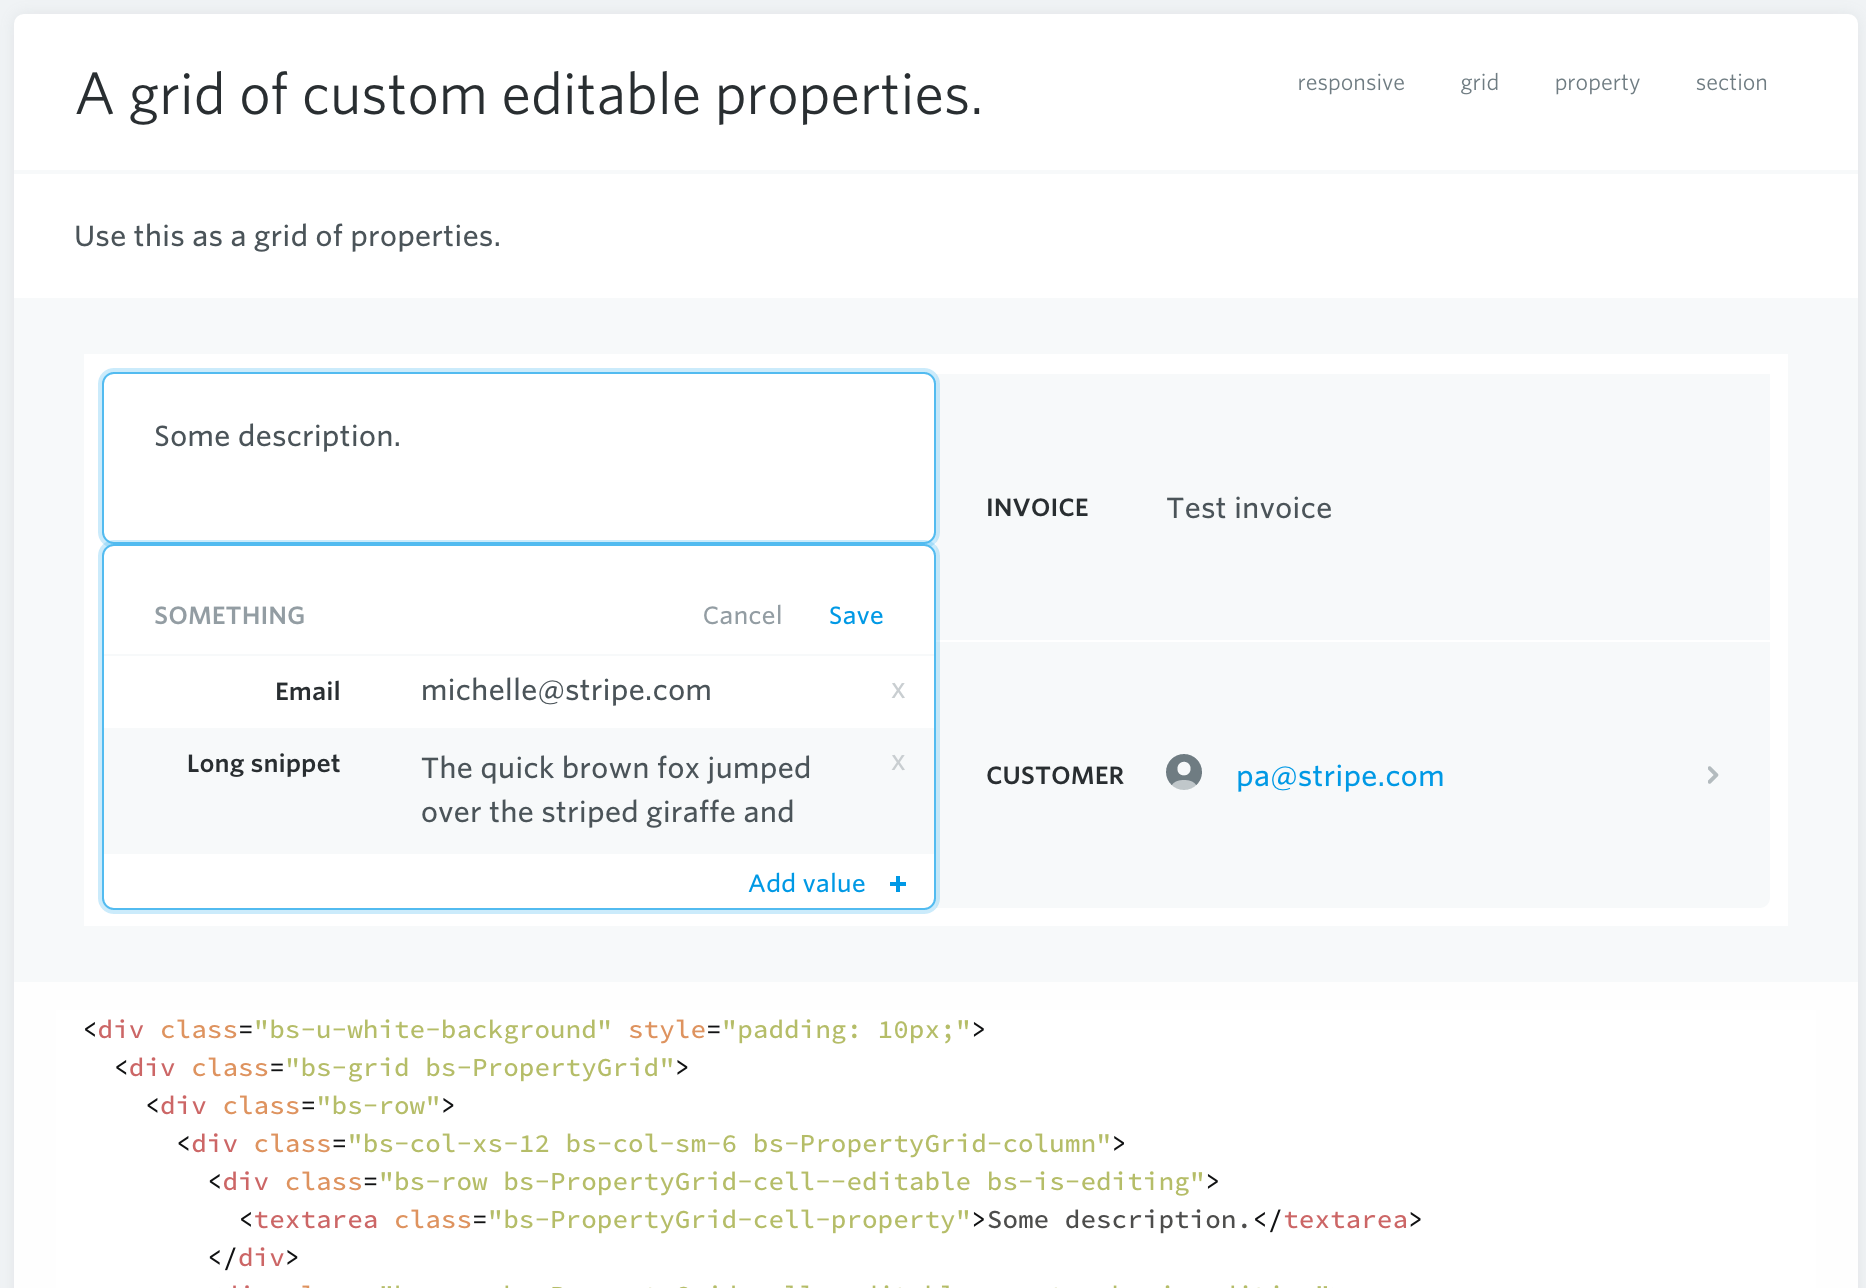 A grid of custom editable properties.
responsive grid property section
Use this as a grid of properties.
Some description.
INVOICE Test invoice
SOMETHING Cancel Save
Email michelle@stripe.com x
Long snippet The quick brown fox jumped x
over the striped giraffe and
Add value +
CUSTOMER pa@stripe.com
<div class="bs-u-white-background" style="padding: 10px;">
<div class="bs-grid bs-PropertyGrid">
<div class="bs-row">
<div class="bs-col-xs-12 bs-col-sm-6 bs-PropertyGrid-column">
<div class="bs-row bs-PropertyGrid-cell--editable bs-is-editing">
<textarea class="bs-PropertyGrid-cell-property">Some description.</textarea>
</div>